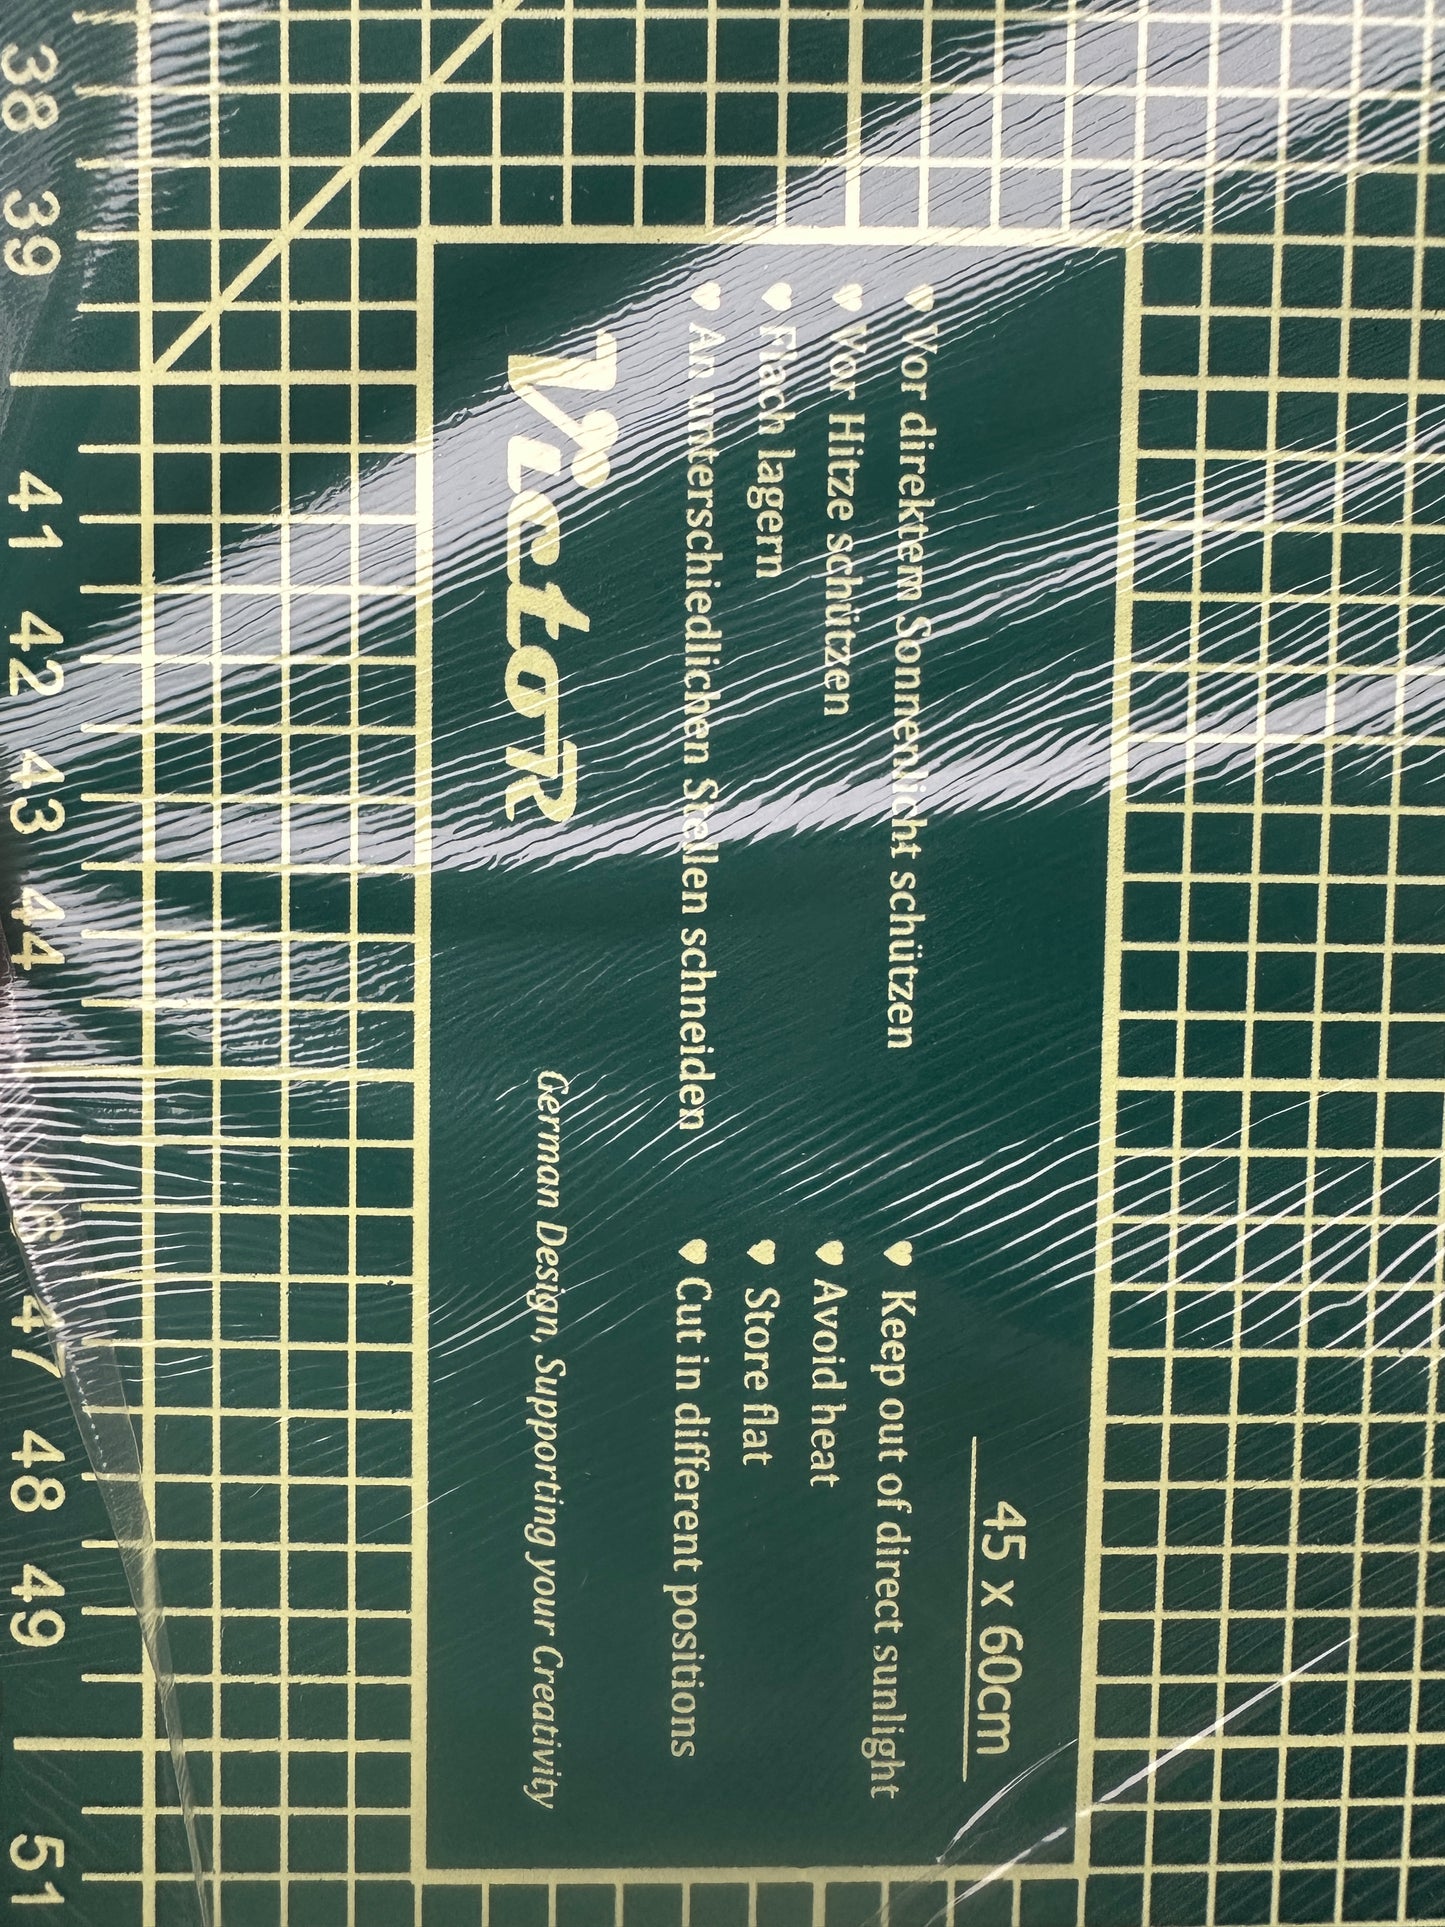 45 x 60cm
♥ Vor direktem Sonnenlicht schützen
♥ Vor Hitze schützen
♥ Flach lagern
♥ An unterschiedlichen Stellen schneiden
♥ Keep out of direct sunlight
♥ Avoid heat
♥ Store flat
♥ Cut in different positions
VictoR
German Design, Supporting your Creativity
38 39 41 42 43 44 46 47 48 49 51